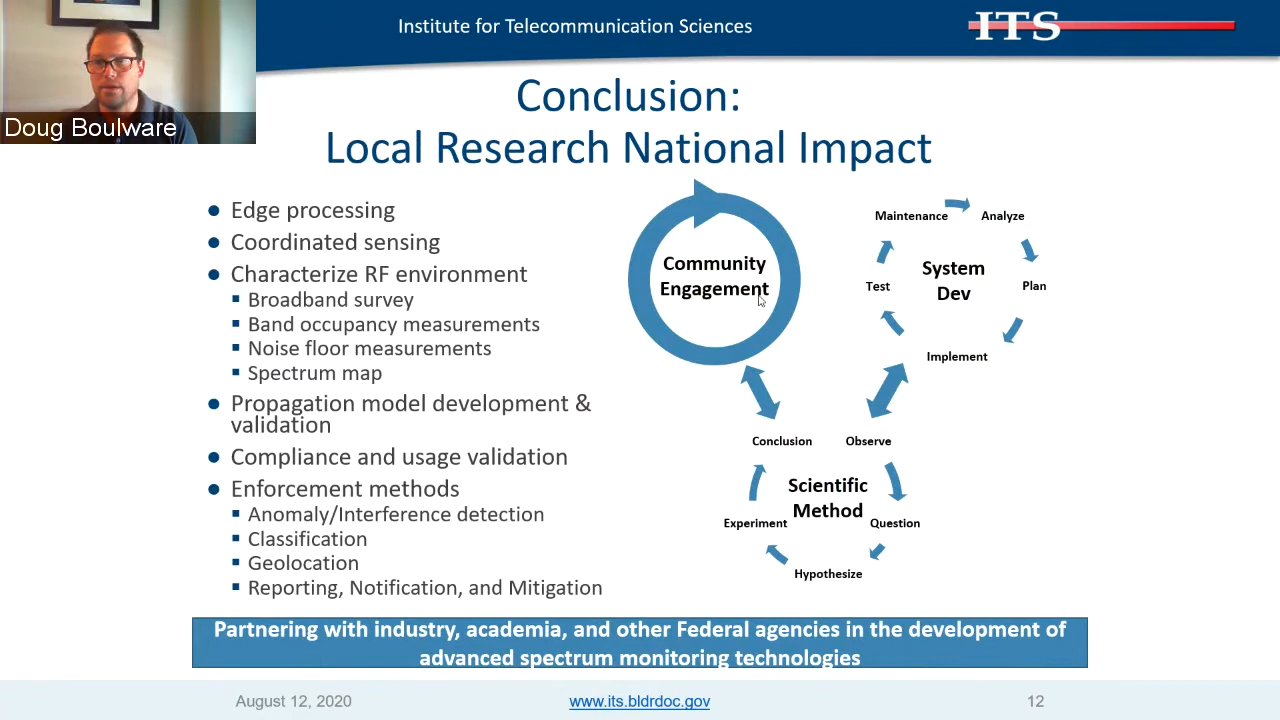 Institute for Telecommunication Sciences
ITS
Doug Boulware
Conclusion:
Local Research National Impact
● Edge processing
● Coordinated sensing
● Characterize RF environment
▪ Broadband survey
▪ Band occupancy measurements
▪ Noise floor measurements
▪ Spectrum map
● Propagation model development &
validation
● Compliance and usage validation
● Enforcement methods
▪ Anomaly/Interference detection
▪ Classification
▪ Geolocation
▪ Reporting, Notification, and Mitigation
Community
Engagement
Maintenance
Analyze
System
Dev
Test
Plan
Implement
Conclusion
Observe
Scientific
Method
Experiment
Question
Hypothesize
Partnering with industry, academia, and other Federal agencies in the development of
advanced spectrum monitoring technologies
August 12, 2020
www.its.bldrdoc.gov
12